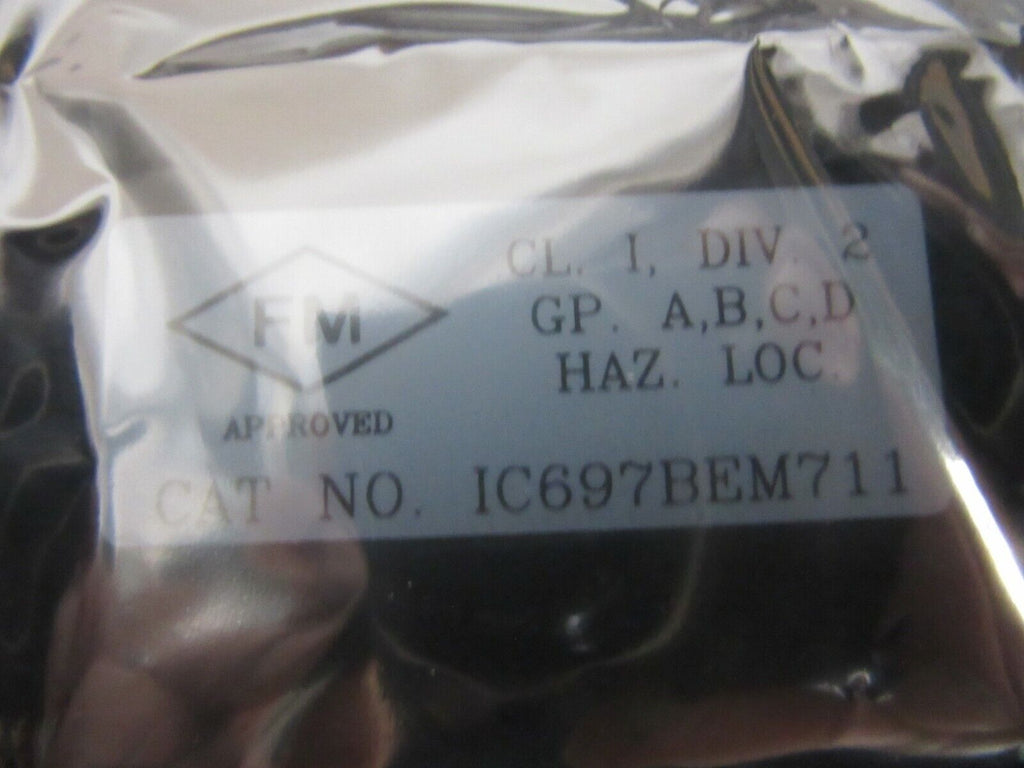 FM
APPROVED
CL. I, DIV. 2
GP. A,B,C,D
HAZ. LOC.
CAT NO. IC697BEM711